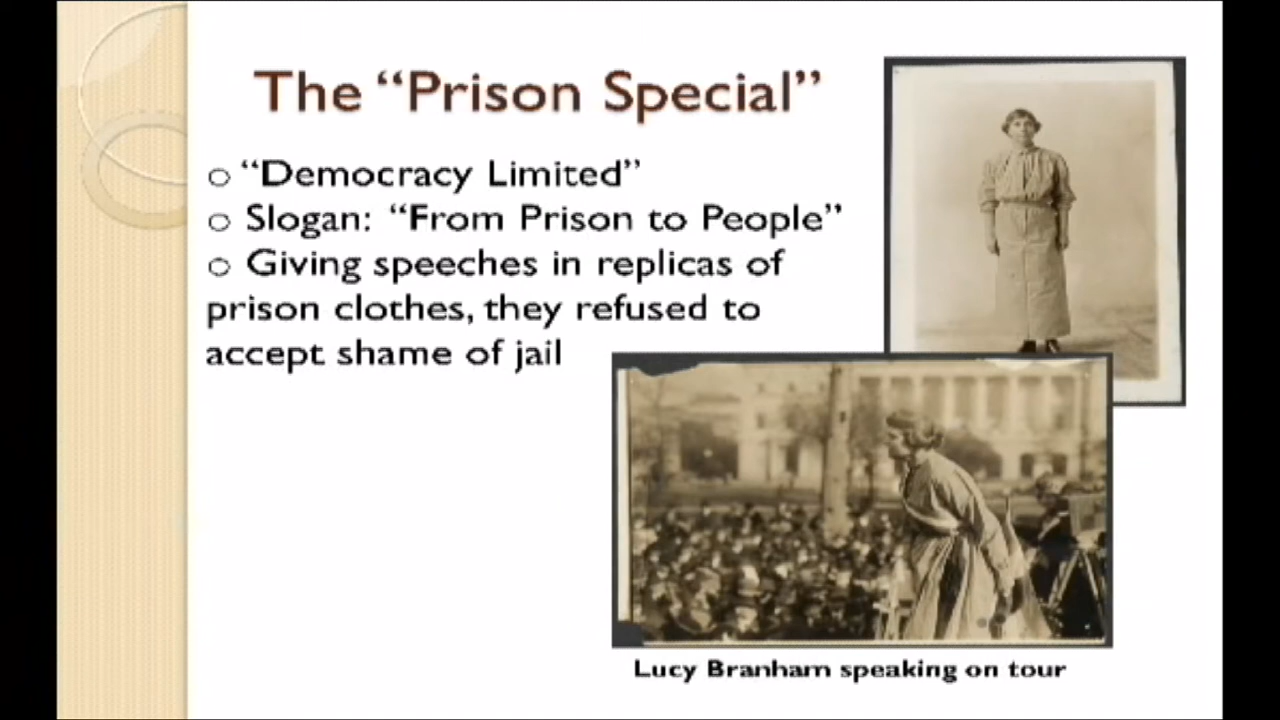 The “Prison Special”
o “Democracy Limited”
o Slogan: “From Prison to People”
o Giving speeches in replicas of
prison clothes, they refused to
accept shame of jail
Lucy Branham speaking on tour